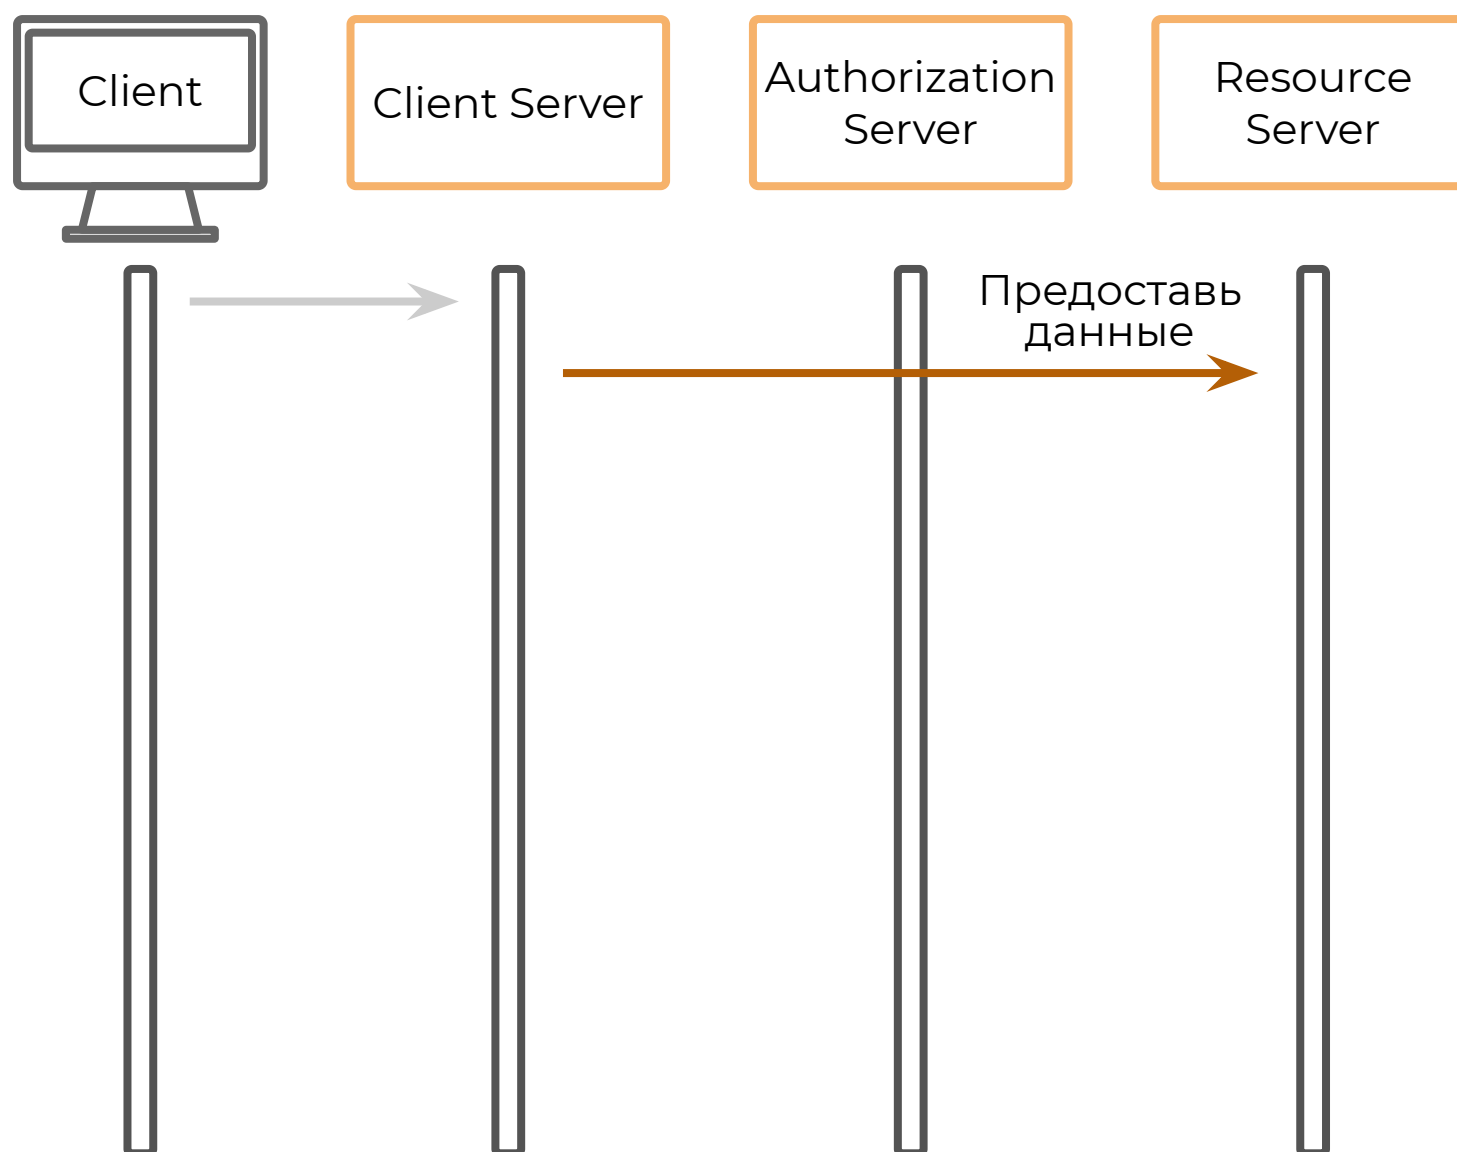 Client
Client Server
Authorization
Server
Resource
Server
Предоставь
данные